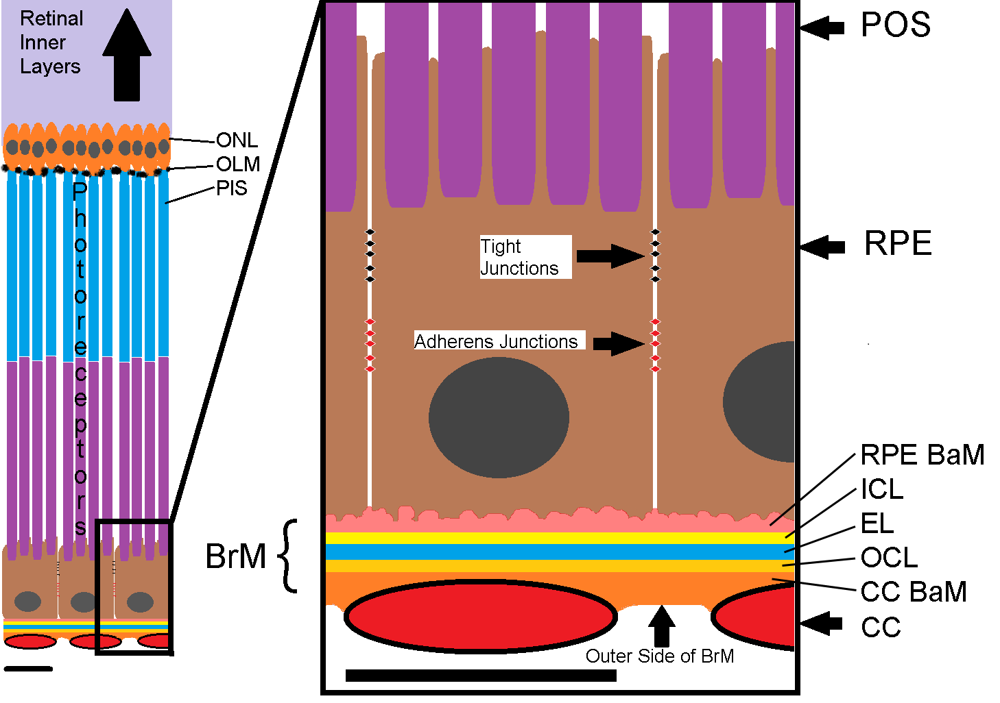 Retinal
Inner
Layers
ONL
OLM
PIS
Photoreceptors
POS
RPE
Tight
Junctions
Adherens Junctions
BrM
RPE BaM
ICL
EL
OCL
CC BaM
CC
Outer Side of BrM